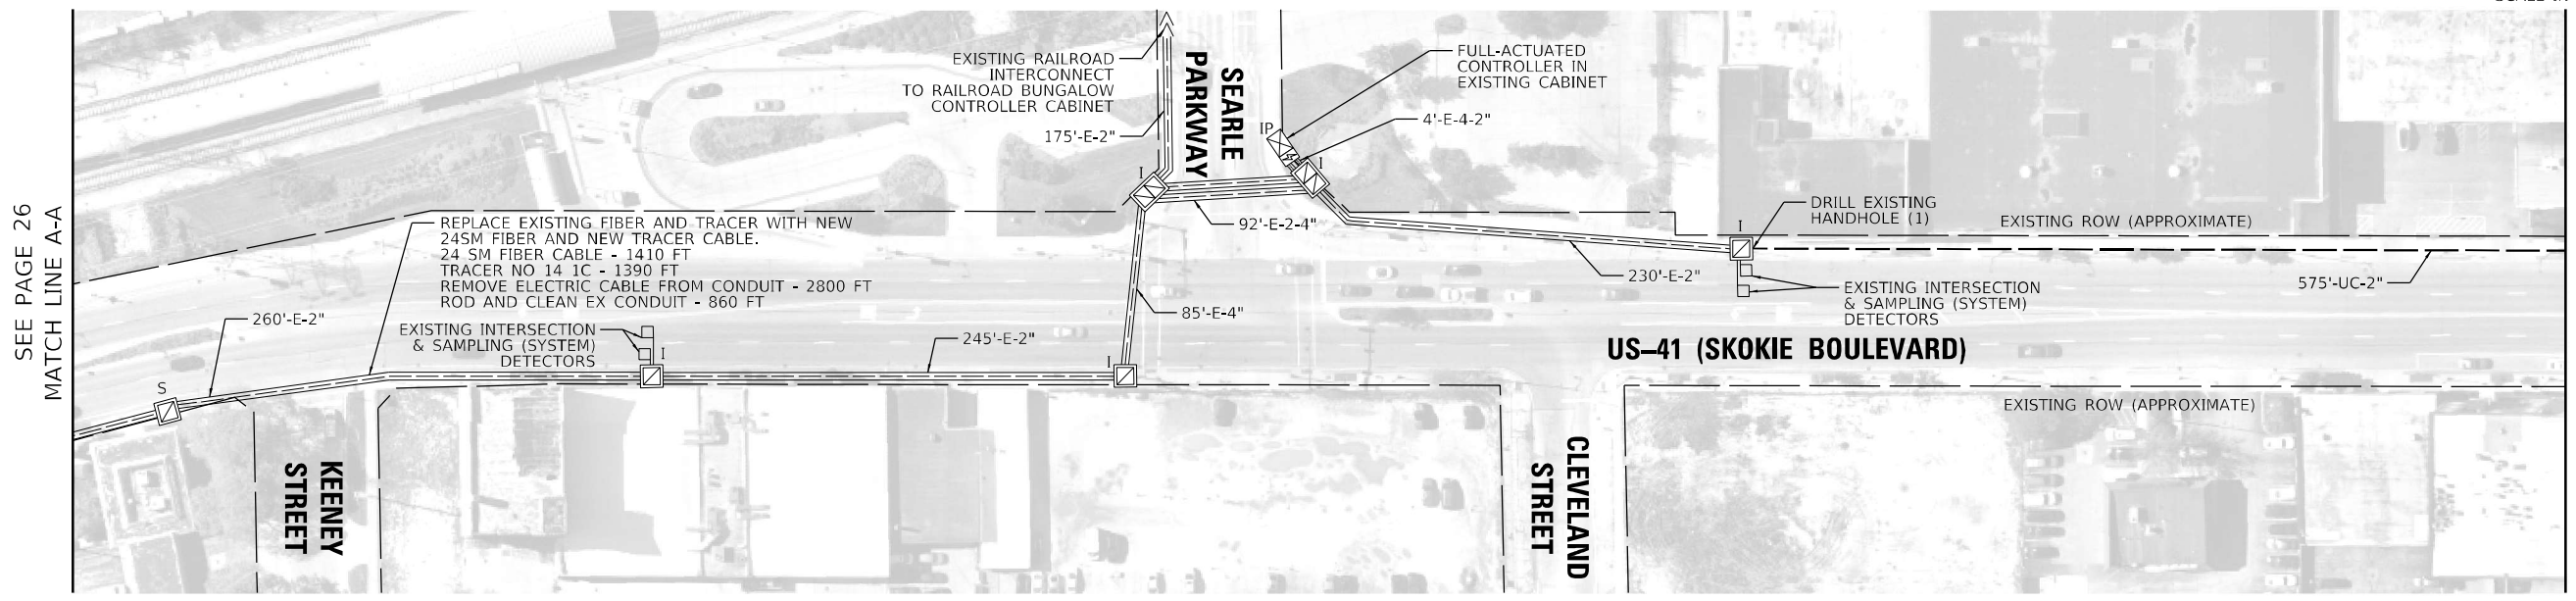 SEE PAGE 26
MATCH LINE A-A
EXISTING RAILROAD
INTERCONNECT
TO RAILROAD BUNGALOW
CONTROLLER CABINET
175'-E-2"
SEARLE
PARKWAY
FULL-ACTUATED
CONTROLLER IN
EXISTING CABINET
4'-E-4-2"
IP
I
I
92'-E-2-4"
REPLACE EXISTING FIBER AND TRACER WITH NEW
24SM FIBER AND NEW TRACER CABLE.
24 SM FIBER CABLE - 1410 FT
TRACER NO 14 1C - 1390 FT
REMOVE ELECTRIC CABLE FROM CONDUIT - 2800 FT
ROD AND CLEAN EX CONDUIT - 860 FT
DRILL EXISTING
HANDHOLE (1)
EXISTING ROW (APPROXIMATE)
I
230'-E-2"
EXISTING INTERSECTION
& SAMPLING (SYSTEM)
DETECTORS
575'-UC-2"
260'-E-2"
85'-E-4"
EXISTING INTERSECTION
& SAMPLING (SYSTEM)
DETECTORS
245'-E-2"
I
I
S
US-41 (SKOKIE BOULEVARD)
EXISTING ROW (APPROXIMATE)
KEENEY
STREET
CLEVELAND
STREET